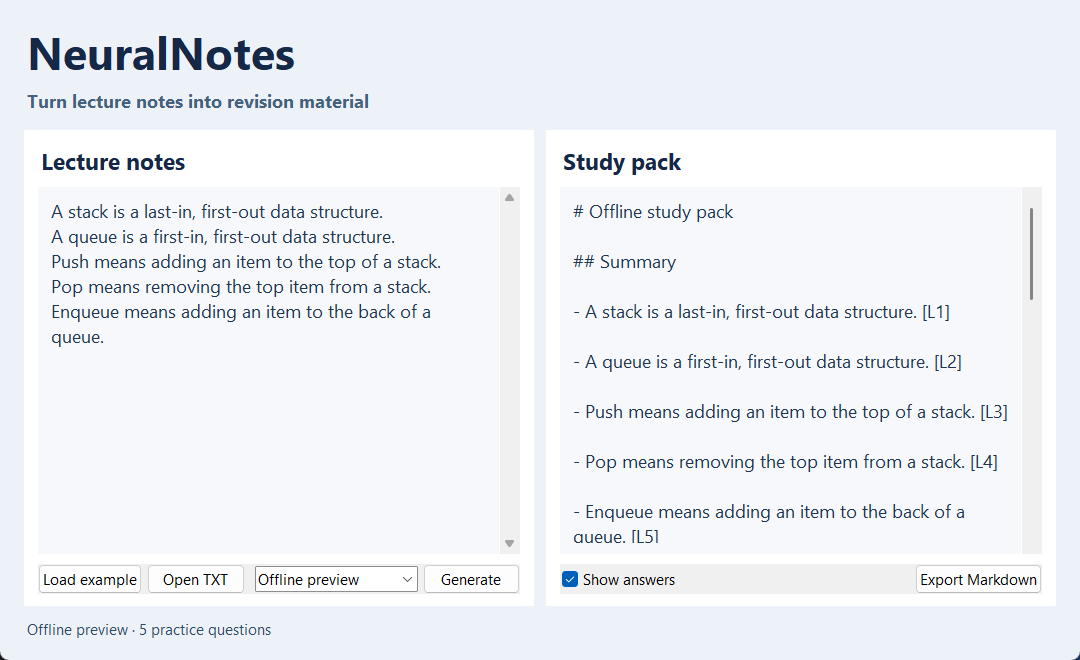 NeuralNotes
Turn lecture notes into revision material
Lecture notes
A stack is a last-in, first-out data structure.
A queue is a first-in, first-out data structure.
Push means adding an item to the top of a stack.
Pop means removing the top item from a stack.
Enqueue means adding an item to the back of a
queue.
Load example
Open TXT
Offline preview
Generate
Study pack
# Offline study pack
## Summary
- A stack is a last-in, first-out data structure. [L1]
- A queue is a first-in, first-out data structure. [L2]
- Push means adding an item to the top of a stack. [L3]
- Pop means removing the top item from a stack. [L4]
- Enqueue means adding an item to the back of a
queue. [L5]
Show answers
Export Markdown
Offline preview · 5 practice questions